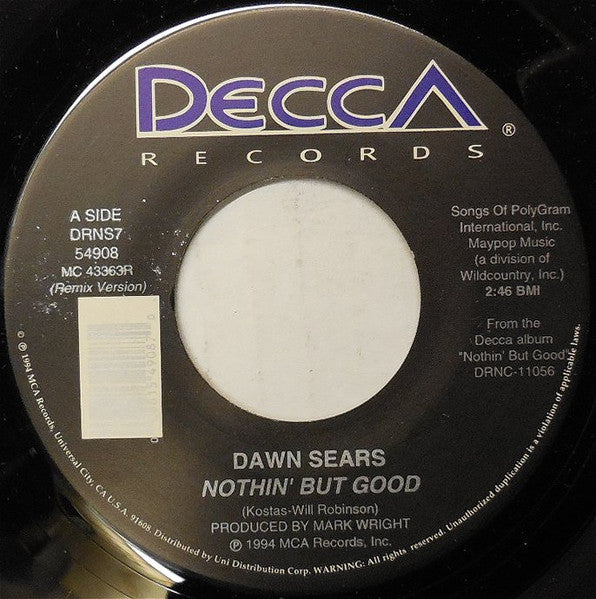 DECCA®
RECORDS
A SIDE
DRNS7
54908
MC 43363R
(Remix Version)
Songs Of PolyGram
International, Inc.
Maypop Music
(a division of
Wildcountry, Inc.)
2:46 BMI
From the
Decca album
"Nothin' But Good
DRNC-11056
DAWN SEARS
NOTHIN' BUT GOOD
(Kostas-Will Robinson)
PRODUCED BY MARK WRIGHT
℗ 1994 MCA Records, Inc.
© ℗ 1994 MCA Records, Universal City, CA U.S.A. 91608. Distributed by Uni Distribution Corp. WARNING: All rights reserved. Unauthorized duplication is a violation of applicable laws.